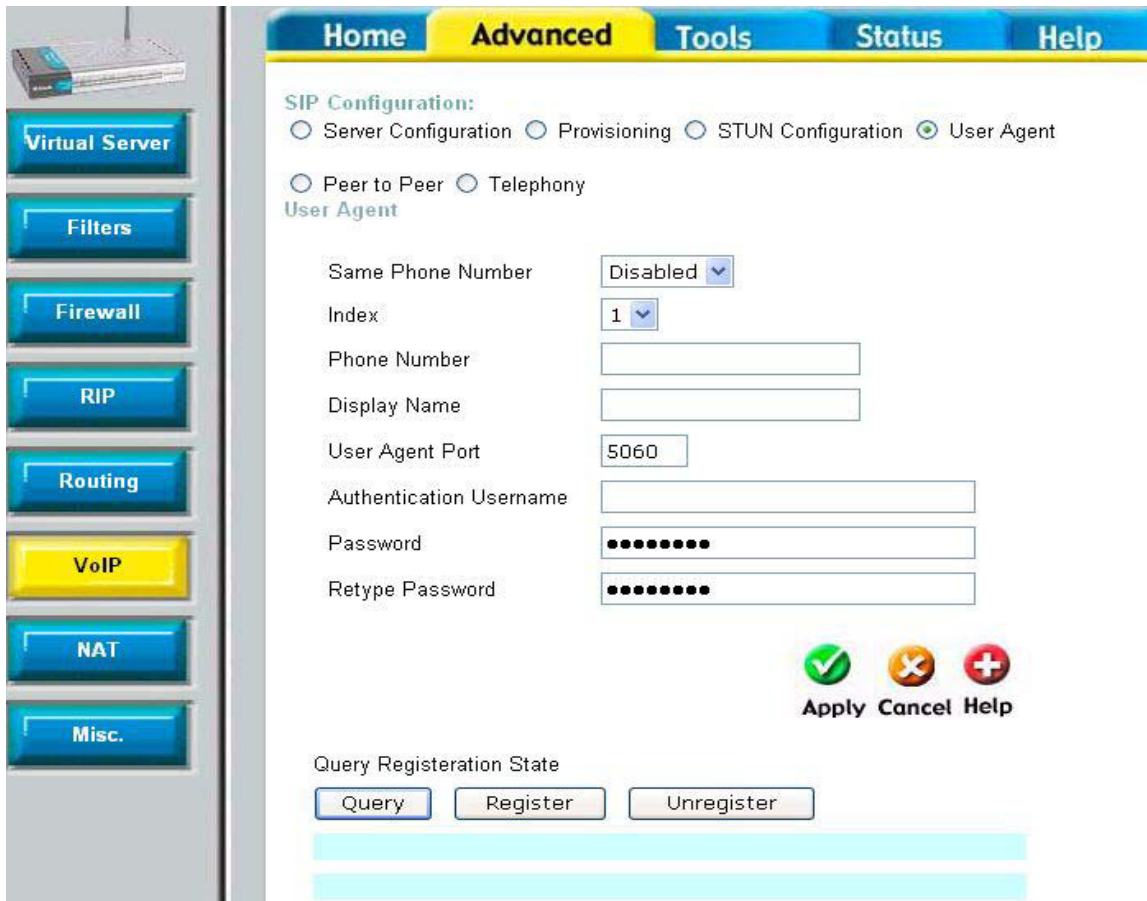 Home Advanced Tools Status Help
Virtual Server
Filters
Firewall
RIP
Routing
VoIP
NAT
Misc.
SIP Configuration:
Server Configuration Provisioning STUN Configuration User Agent
Peer to Peer Telephony
User Agent
Same Phone Number Disabled
Index 1
Phone Number
Display Name
User Agent Port 5060
Authentication Username
Password ●●●●●●●●
Retype Password ●●●●●●●●
Apply Cancel Help
Query Registeration State
Query Register Unregister